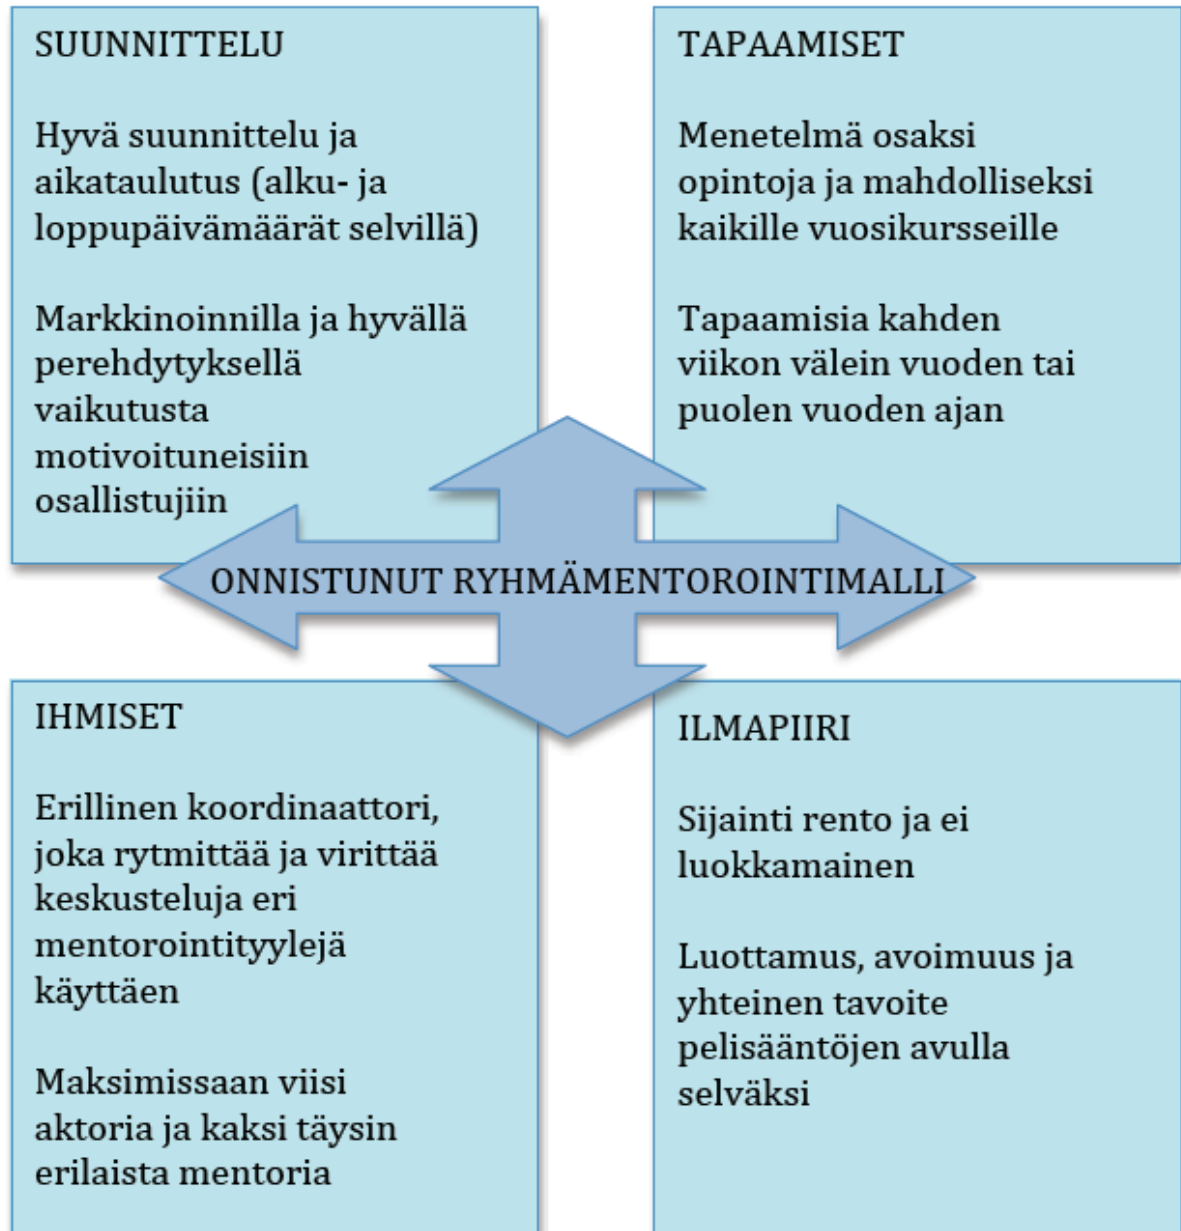 SUUNNITTELU
Hyvä suunnittelu ja
aikataulutus (alku- ja
loppupäivämäärät selvillä)
Markkinoinnilla ja hyvällä
perehdytyksellä
vaikutusta
motivoituneisiin
osallistujiin
TAPAAMISET
Menetelmä osaksi
opintoja ja mahdolliseksi
kaikille vuosikursseille
Tapaamisia kahden
viikon välein vuoden tai
puolen vuoden ajan
ONNISTUNUT RYHMÄMENTOROINTIMALLI
IHMISET
Erillinen koordinaattori,
joka rytmittää ja virittää
keskusteluja eri
mentorointityylejä
käyttäen
Maksimissaan viisi
aktoria ja kaksi täysin
erilaista mentoria
ILMAPIIRI
Sijainti rento ja ei
luokkamainen
Luottamus, avoimuus ja
yhteinen tavoite
pelisääntöjen avulla
selväksi